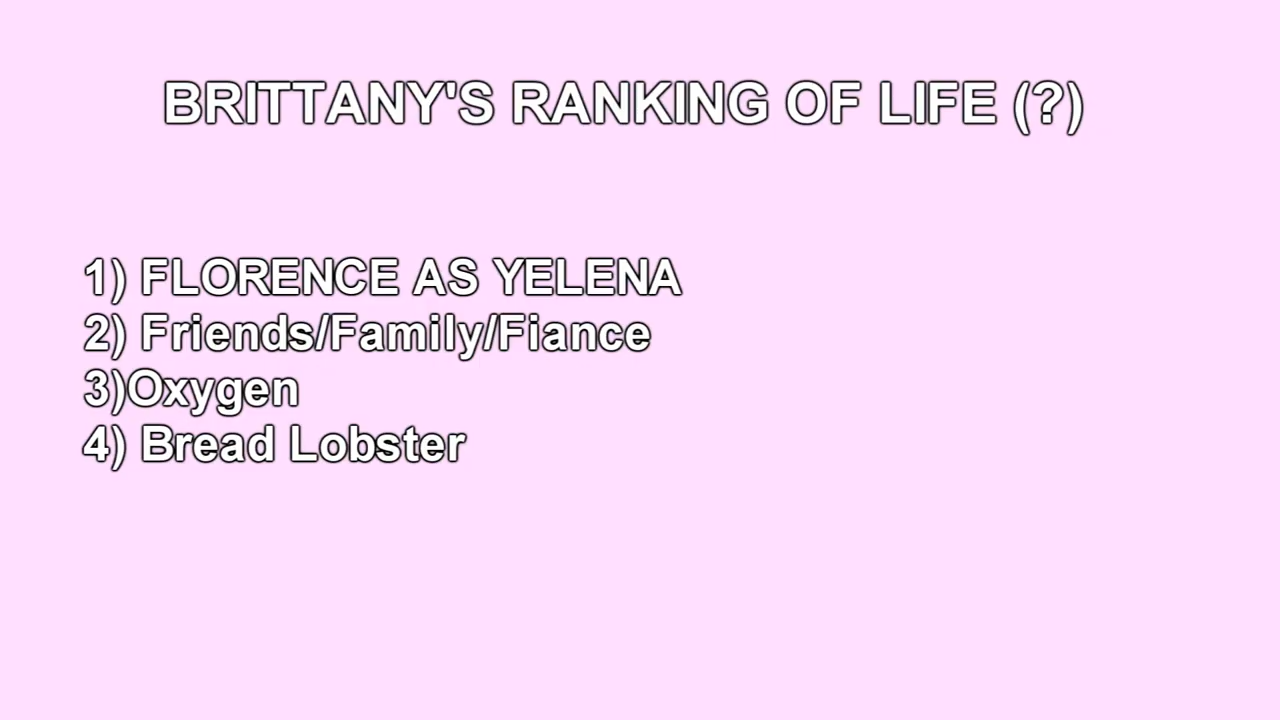 BRITTANY'S RANKING OF LIFE (?)
1) FLORENCE AS YELENA
2) Friends/Family/Fiance
3)Oxygen
4) Bread Lobster